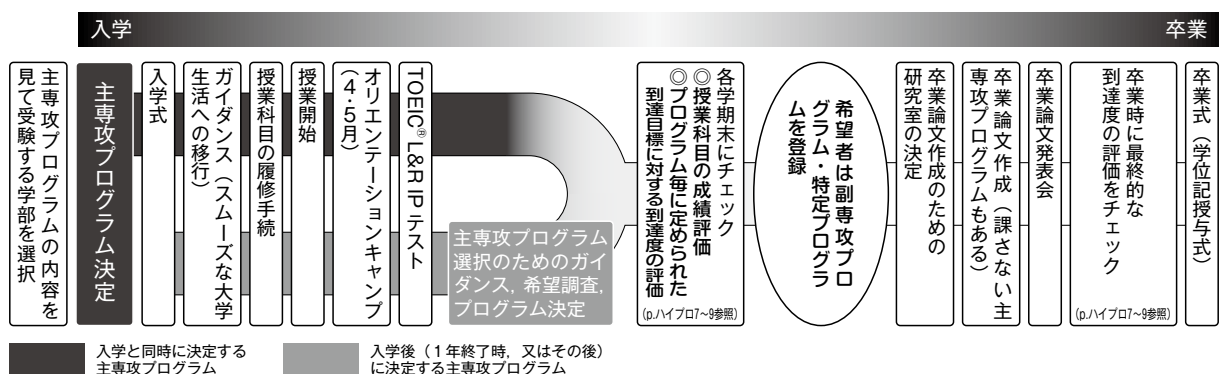 入学
卒業
主専攻プログラムの内容を
見て受験する学部を選択
主専攻プログラム決定
入学式
ガイダンス（スムーズな大学
生活への移行）
授業科目の履修手続
授業開始
オリエンテーションキャンプ
（4・5月）
TOEIC® L&R IP テスト
主専攻プログラム
選択のためのガイ
ダンス，希望調査，
プログラム決定
各学期末にチェック
◎授業科目の成績評価
◎プログラム毎に定められた
到達目標に対する到達度の評価
(p.ハイプロ7〜9参照)
希望者は副専攻プロ
グラム・特定プログラ
ムを登録
卒業論文作成のための
研究室の決定
卒業論文作成（課さない主
専攻プログラムもある）
卒業論文発表会
卒業時に最終的な
到達度の評価をチェック
(p.ハイプロ7〜9参照)
卒業式（学位記授与式）
入学と同時に決定する
主専攻プログラム
入学後（1年終了時，又はその後）
に決定する主専攻プログラム